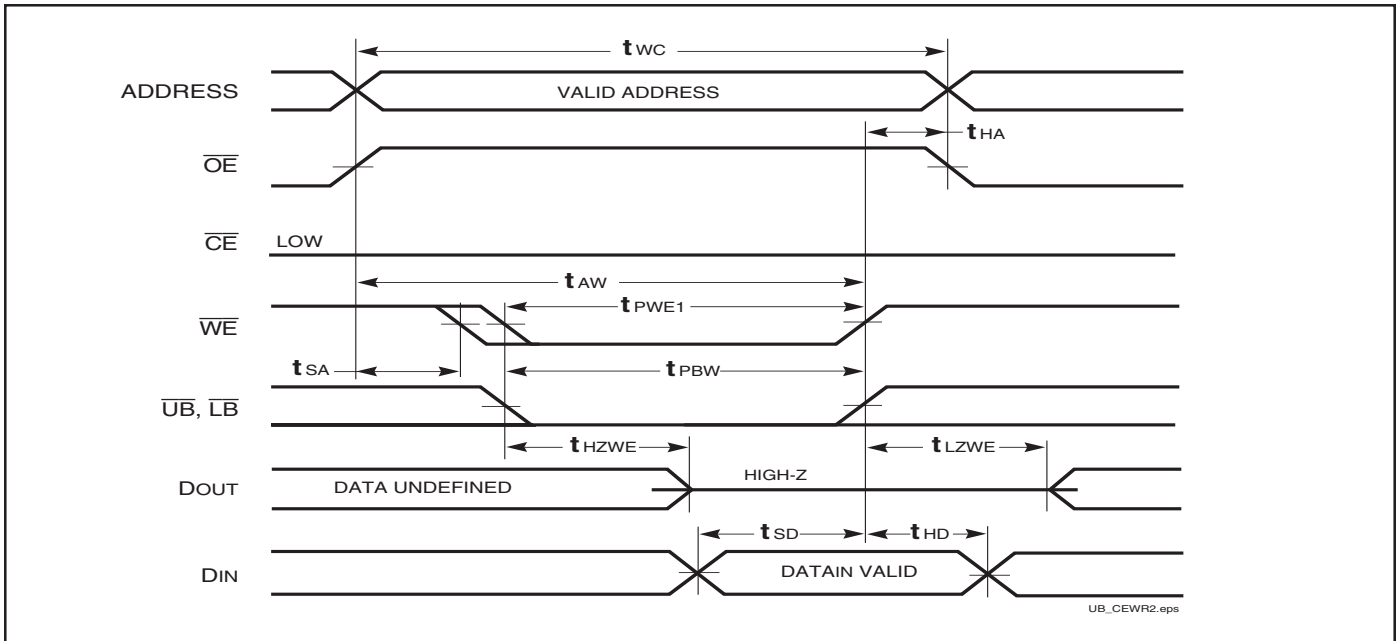 tWC
ADDRESS VALID ADDRESS
tHA
OE
CE LOW
tAW
tPWE1
WE
tSA tPBW
UB, LB
tHZWE tLZWE
HIGH-Z
DOUT DATA UNDEFINED
tSD tHD
DIN DATAIN VALID
UB_CEWR2.eps